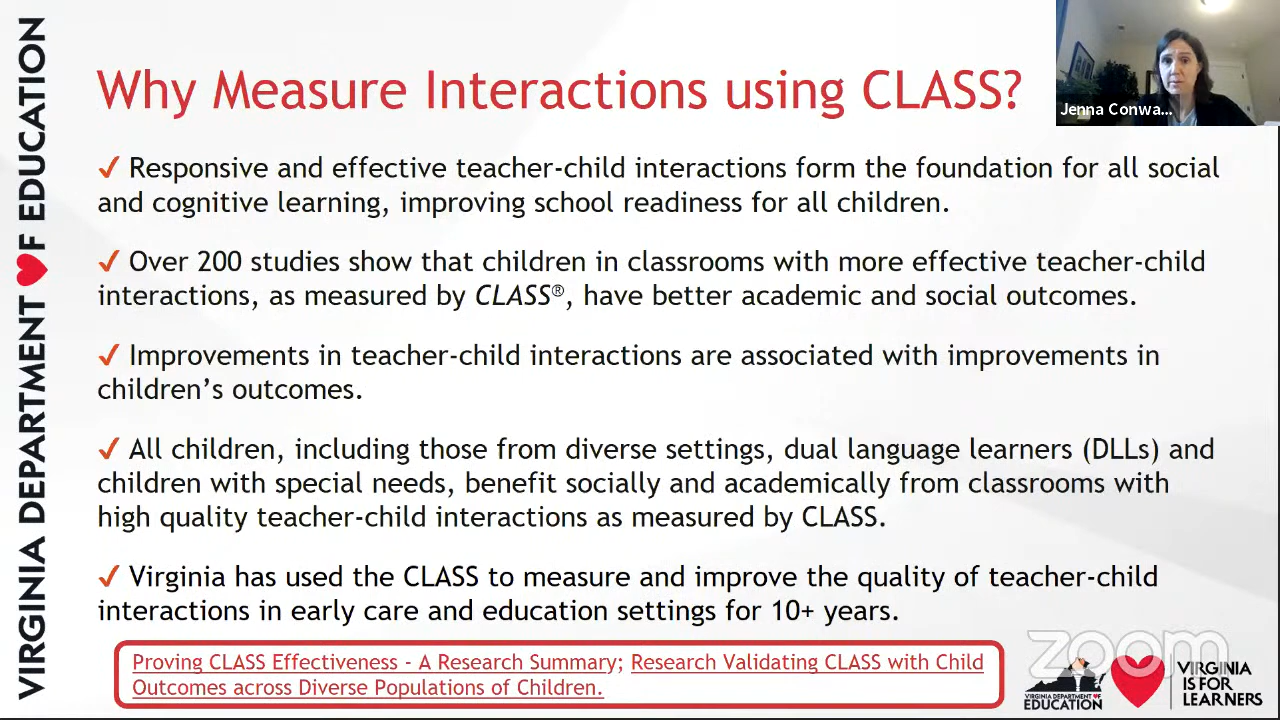 VIRGINIA DEPARTMENT OF EDUCATION
Why Measure Interactions using CLASS?
Jenna Conwa...
✓ Responsive and effective teacher-child interactions form the foundation for all social
and cognitive learning, improving school readiness for all children.
✓ Over 200 studies show that children in classrooms with more effective teacher-child
interactions, as measured by CLASS®, have better academic and social outcomes.
✓ Improvements in teacher-child interactions are associated with improvements in
children’s outcomes.
✓ All children, including those from diverse settings, dual language learners (DLLs) and
children with special needs, benefit socially and academically from classrooms with
high quality teacher-child interactions as measured by CLASS.
✓ Virginia has used the CLASS to measure and improve the quality of teacher-child
interactions in early care and education settings for 10+ years.
Proving CLASS Effectiveness - A Research Summary; Research Validating CLASS with Child
Outcomes across Diverse Populations of Children.
zoom
VIRGINIA DEPARTMENT OF
EDUCATION
VIRGINIA
IS FOR
LEARNERS